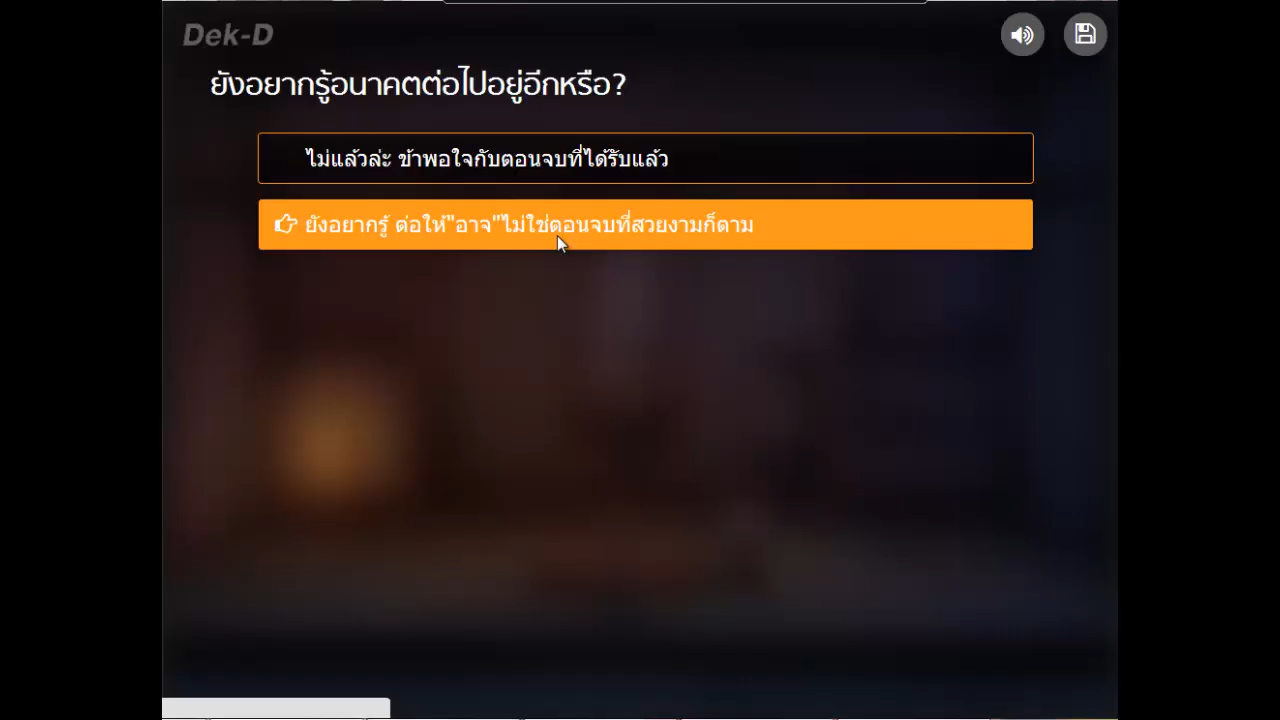 Dek-D
ยังอยากรู้อนาคตต่อไปอยู่อีกหรือ?
ไม่แล้วล่ะ ข้าพอใจกับตอนจบที่ได้รับแล้ว
ยังอยากรู้ ต่อให้"อาจ"ไม่ใช่ตอนจบที่สวยงามก็ตาม